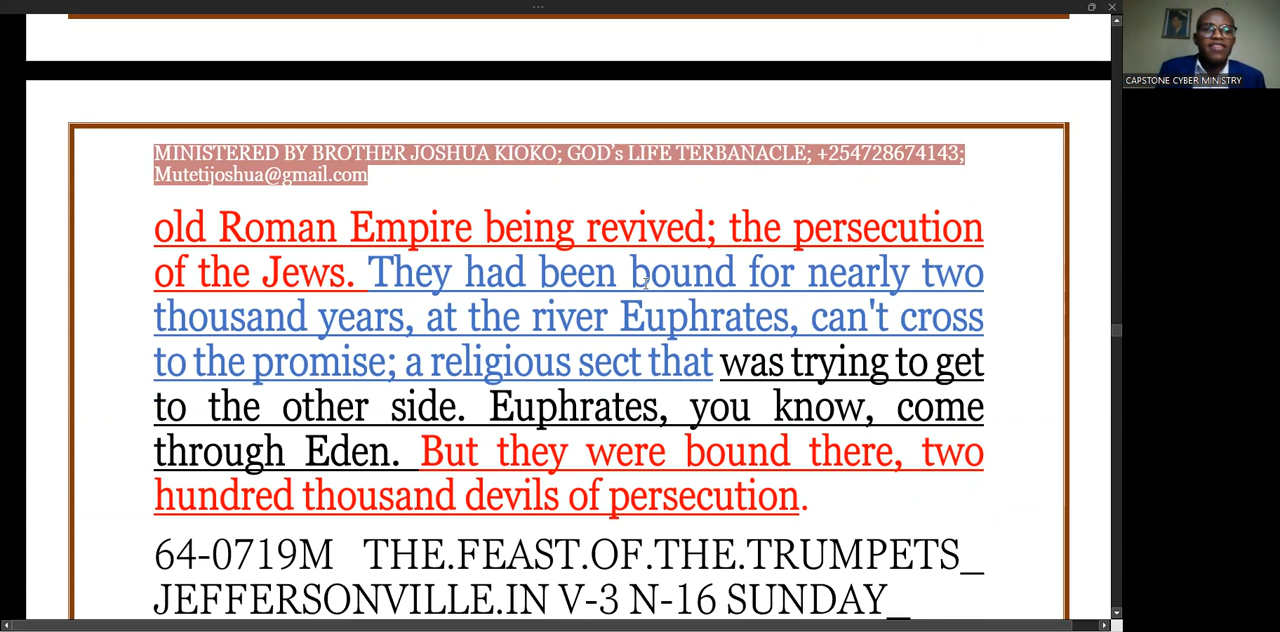 CAPSTONE CYBER MINISTRY
MINISTERED BY BROTHER JOSHUA KIOKO; GOD's LIFE TERBANACLE; +254728674143;
Mutetijoshua@gmail.com
old Roman Empire being revived; the persecution
of the Jews. They had been bound for nearly two
thousand years, at the river Euphrates, can't cross
to the promise; a religious sect that was trying to get
to the other side. Euphrates, you know, come
through Eden. But they were bound there, two
hundred thousand devils of persecution.
64-0719M THE.FEAST.OF.THE.TRUMPETS_
JEFFERSONVILLE.IN V-3 N-16 SUNDAY_